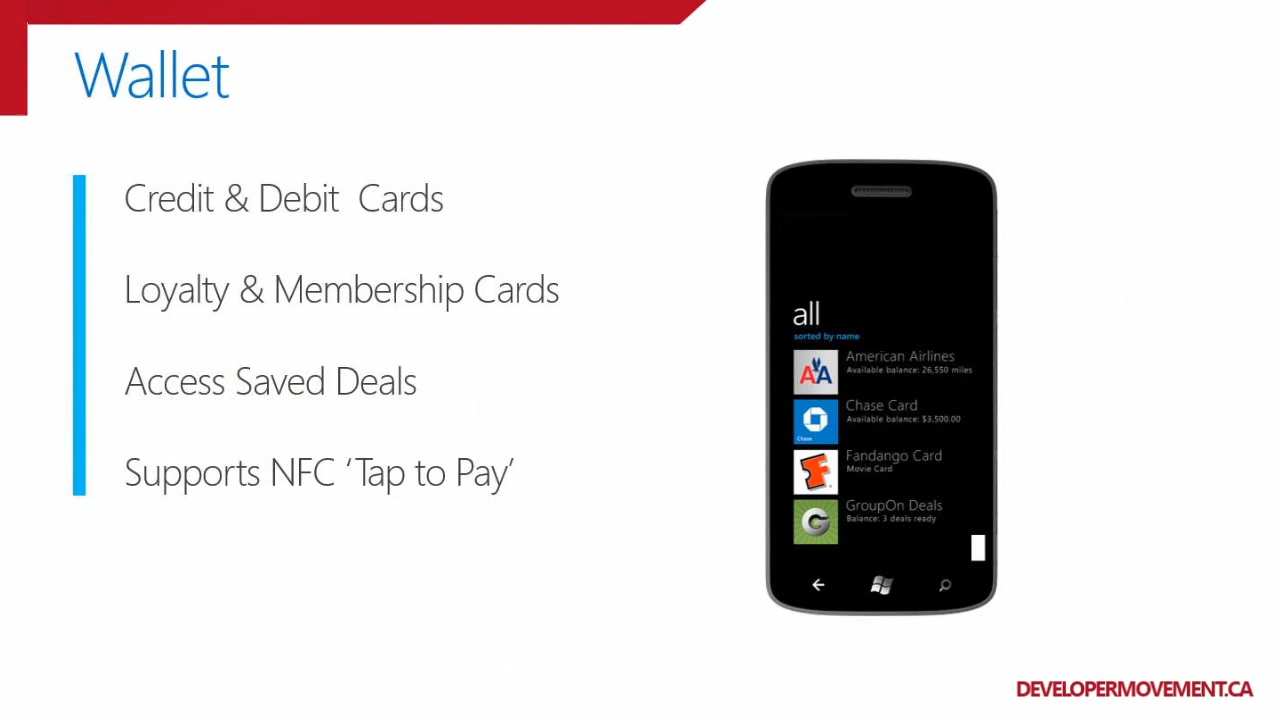 Wallet
Credit & Debit  Cards
Loyalty & Membership Cards
Access Saved Deals
Supports NFC ‘Tap to Pay’
all
sorted by name
AA
American Airlines
Available balance: 26,550 miles
Chase
Chase Card
Available balance: $3,500.00
F
Fandango Card
Movie Card
G
GroupOn Deals
Balance: 3 deals ready
DEVELOPERMOVEMENT.CA